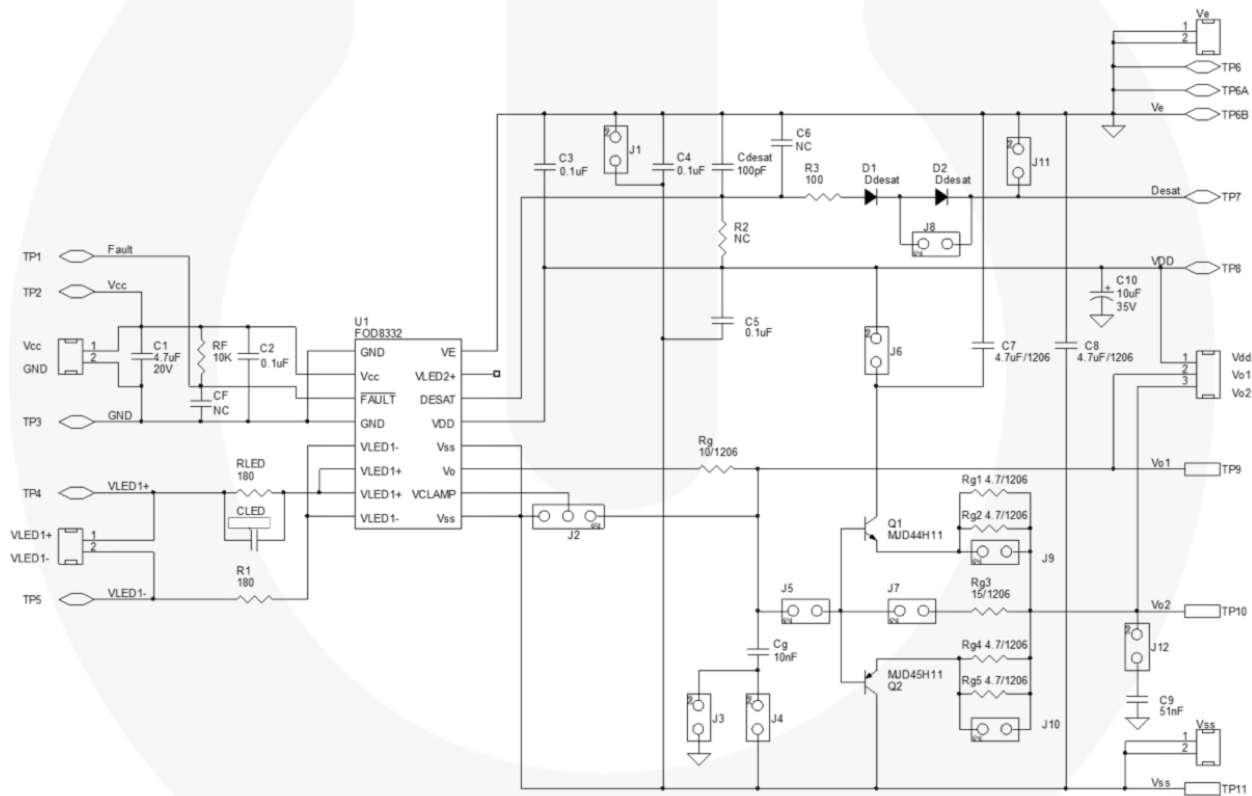 Ve
1
2
TP6
TP6A
Ve
TP6B
C3
0.1uF
J1
C4
0.1uF
Cdesat
100pF
C6
NC
R3
100
D1
Ddesat
D2
Ddesat
J11
Desat
TP7
R2
NC
J8
TP1
Fault
TP2
Vcc
VDD
TP8
C10
10uF
35V
Vcc
GND
1
2
C1
4.7uF
20V
RF
10K
C2
0.1uF
CF
NC
TP3
GND
U1
FOD8332
GND
Vcc
FAULT
GND
VLED1-
VLED1+
VLED1+
VLED1-
VE
VLED2+
DESAT
VDD
Vss
Vo
VCLAMP
Vss
C5
0.1uF
J6
C7
4.7uF/1206
C8
4.7uF/1206
1
2
3
Vdd
Vo1
Vo2
Rg
10/1206
Vo1
TP9
TP4
VLED1+
RLED
180
CLED
VLED1+
VLED1-
1
2
R1
180
TP5
VLED1-
J2
Rg1 4.7/1206
Rg2 4.7/1206
Q1
MJD44H11
J9
J5
J7
Rg3
15/1206
Vo2
TP10
Cg
10nF
Rg4 4.7/1206
MJD45H11
Q2
Rg5 4.7/1206
J10
J12
C9
51nF
J3
J4
Vss
1
2
Vss
TP11